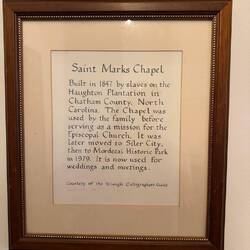 Saint Marks Chapel
Built in 1847 by slaves on the
Haughton Plantation in
Chatham County, North
Carolina. The Chapel was
used by the family before
serving as a mission for the
Episcopal Church. It was
later moved to Siler City,
then to Mordecai Historic Park
in 1979. It is now used for
weddings and meetings.
Courtesy of the Triangle Calligraphers Guild